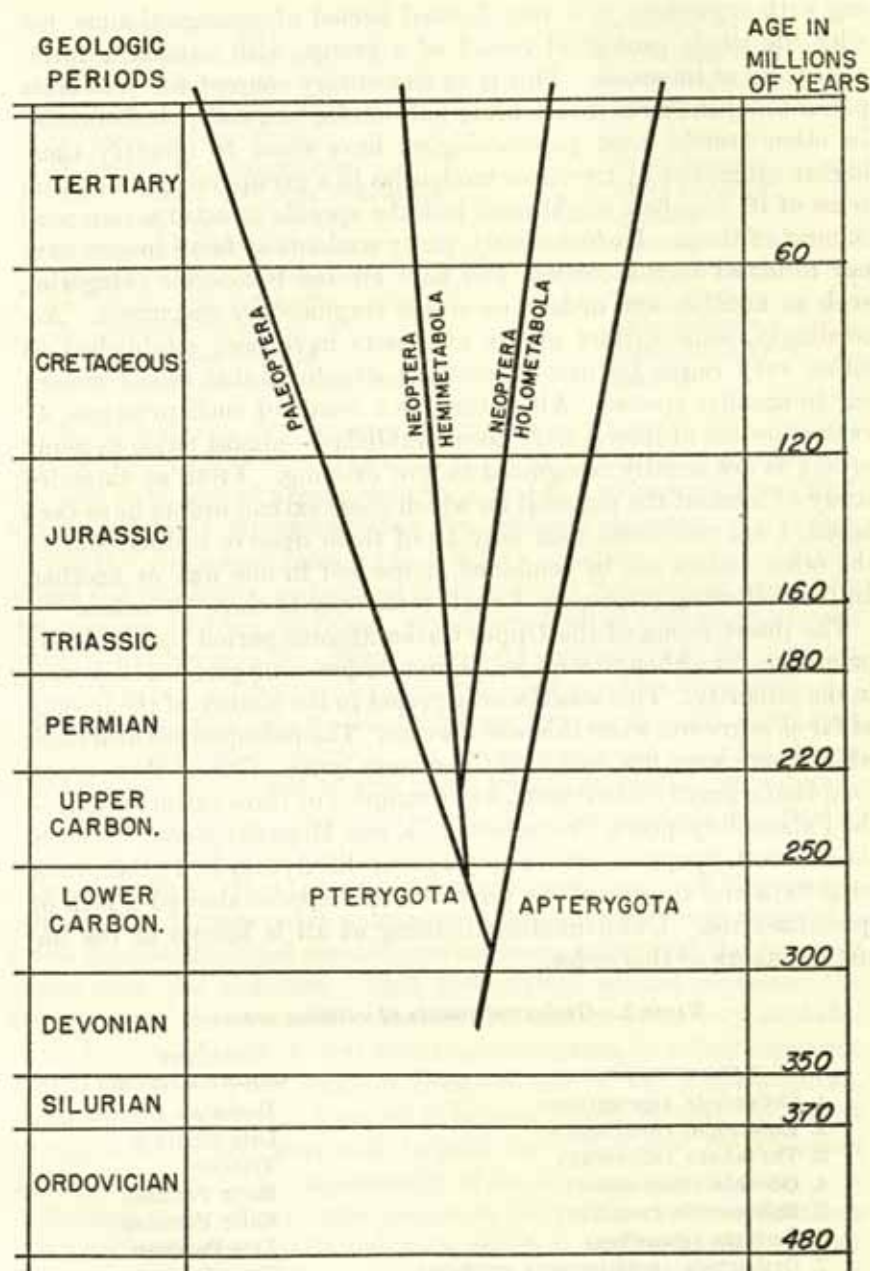 GEOLOGIC
PERIODS
AGE IN
MILLIONS
OF YEARS
TERTIARY
60
CRETACEOUS
PALEOPTERA
NEOPTERA
HEMIMETABOLA
NEOPTERA
HOLOMETABOLA
120
JURASSIC
160
TRIASSIC
180
PERMIAN
220
UPPER
CARBON.
250
LOWER
CARBON.
PTERYGOTA
APTERYGOTA
300
DEVONIAN
350
SILURIAN
370
ORDOVICIAN
480